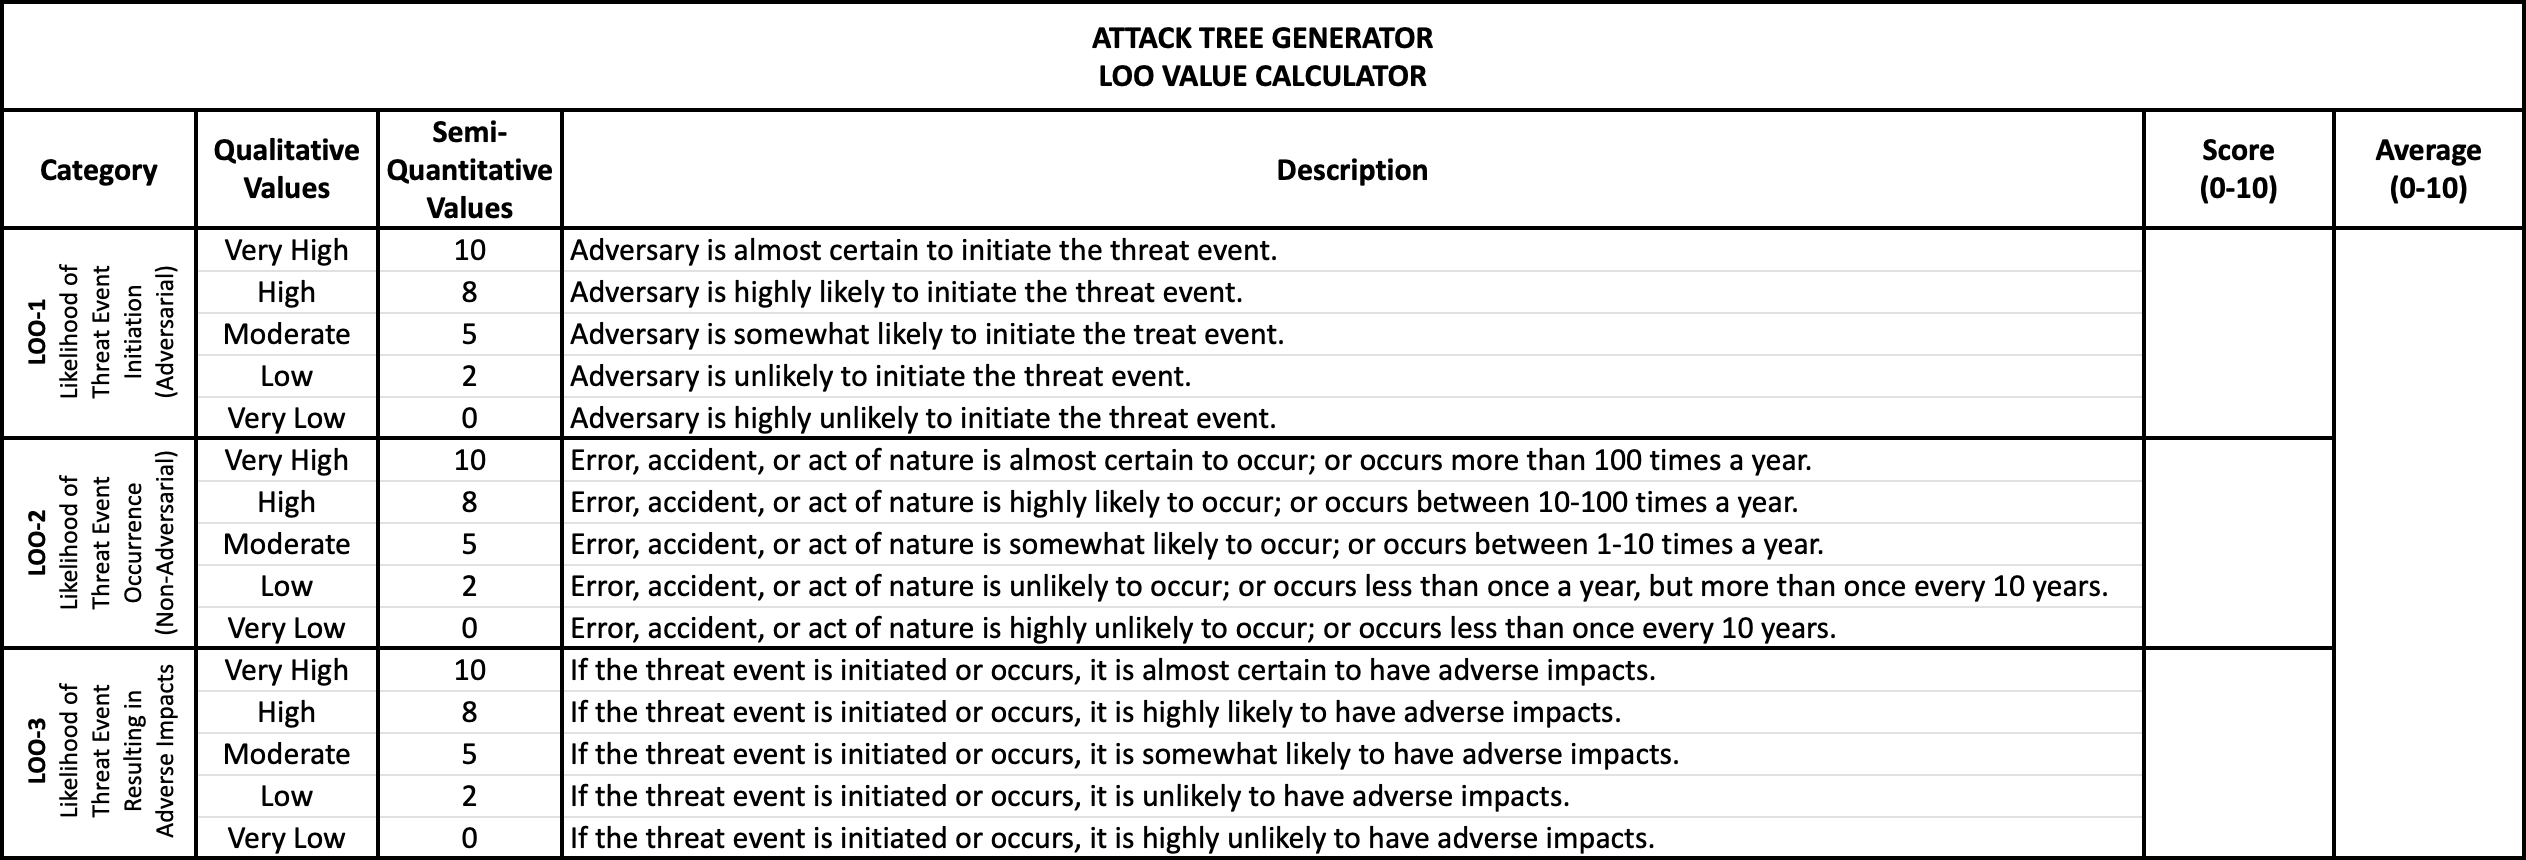 ATTACK TREE GENERATOR
LOO VALUE CALCULATOR
Category
Qualitative
Values
Semi-
Quantitative
Values
Description
Score
(0-10)
Average
(0-10)
LOO-1
Likelihood of
Threat Event
Initiation
(Adversarial)
Very High 10 Adversary is almost certain to initiate the threat event.
High 8 Adversary is highly likely to initiate the threat event.
Moderate 5 Adversary is somewhat likely to initiate the treat event.
Low 2 Adversary is unlikely to initiate the threat event.
Very Low 0 Adversary is highly unlikely to initiate the threat event.
LOO-2
Likelihood of
Threat Event
Occurrence
(Non-Adversarial)
Very High 10 Error, accident, or act of nature is almost certain to occur; or occurs more than 100 times a year.
High 8 Error, accident, or act of nature is highly likely to occur; or occurs between 10-100 times a year.
Moderate 5 Error, accident, or act of nature is somewhat likely to occur; or occurs between 1-10 times a year.
Low 2 Error, accident, or act of nature is unlikely to occur; or occurs less than once a year, but more than once every 10 years.
Very Low 0 Error, accident, or act of nature is highly unlikely to occur; or occurs less than once every 10 years.
LOO-3
Likelihood of
Threat Event
Resulting in
Adverse Impacts
Very High 10 If the threat event is initiated or occurs, it is almost certain to have adverse impacts.
High 8 If the threat event is initiated or occurs, it is highly likely to have adverse impacts.
Moderate 5 If the threat event is initiated or occurs, it is somewhat likely to have adverse impacts.
Low 2 If the threat event is initiated or occurs, it is unlikely to have adverse impacts.
Very Low 0 If the threat event is initiated or occurs, it is highly unlikely to have adverse impacts.